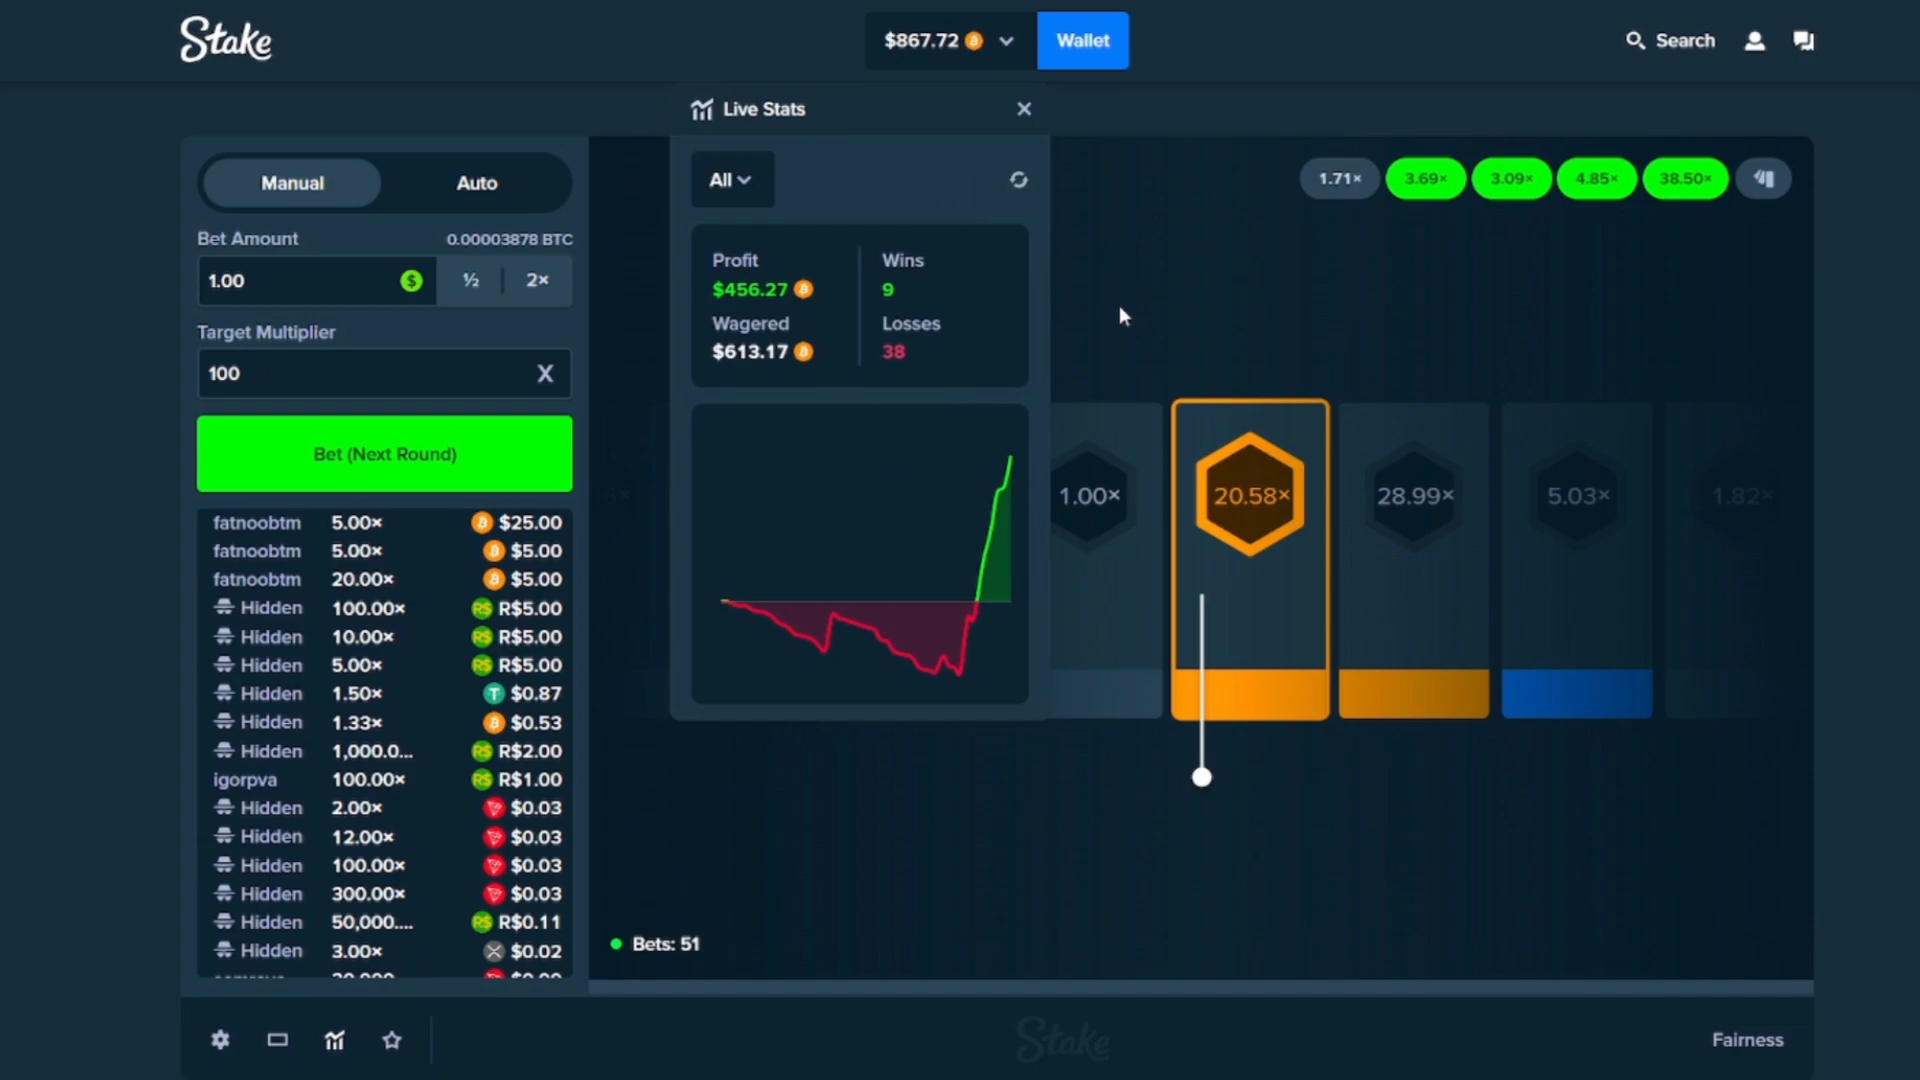 Stake
$867.72
Wallet
Search
Live Stats
Manual
Auto
All
1.71×
3.69×
3.09×
4.85×
38.50×
Bet Amount
0.00003878 BTC
1.00
½
2×
Profit
$456.27
Wins
9
Wagered
$613.17
Losses
38
Target Multiplier
100
X
Bet (Next Round)
1.00×
20.58×
28.99×
5.03×
1.82×
fatnoobtm 5.00× $25.00
fatnoobtm 5.00× $5.00
fatnoobtm 20.00× $5.00
Hidden 100.00× R$5.00
Hidden 10.00× R$5.00
Hidden 5.00× R$5.00
Hidden 1.50× $0.87
Hidden 1.33× $0.53
Hidden 1,000.0... R$2.00
igorpva 100.00× R$1.00
Hidden 2.00× $0.03
Hidden 12.00× $0.03
Hidden 100.00× $0.03
Hidden 300.00× $0.03
Hidden 50,000.... R$0.11
Hidden 3.00× $0.02
Bets: 51
Stake
Fairness